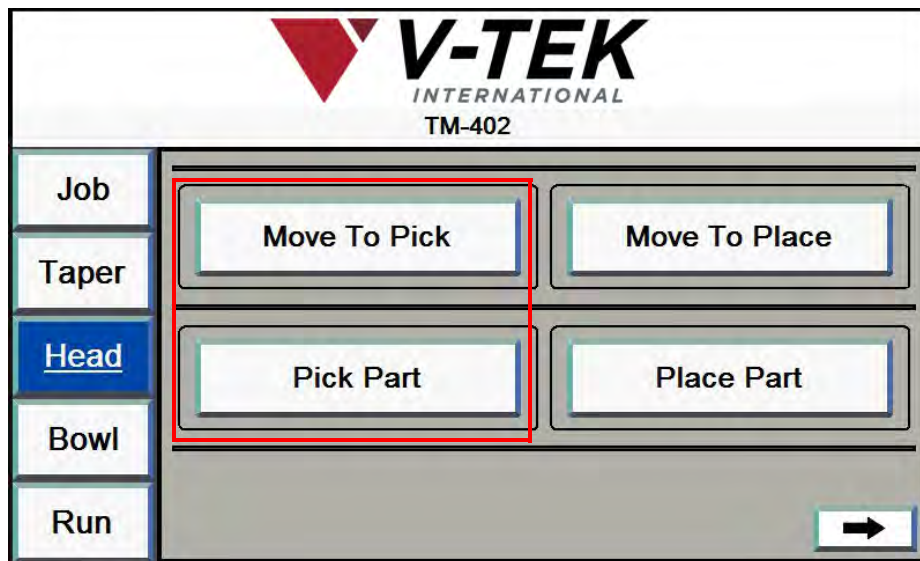 V-TEK
INTERNATIONAL
TM-402
Job
Taper
Head
Bowl
Run
Move To Pick
Move To Place
Pick Part
Place Part